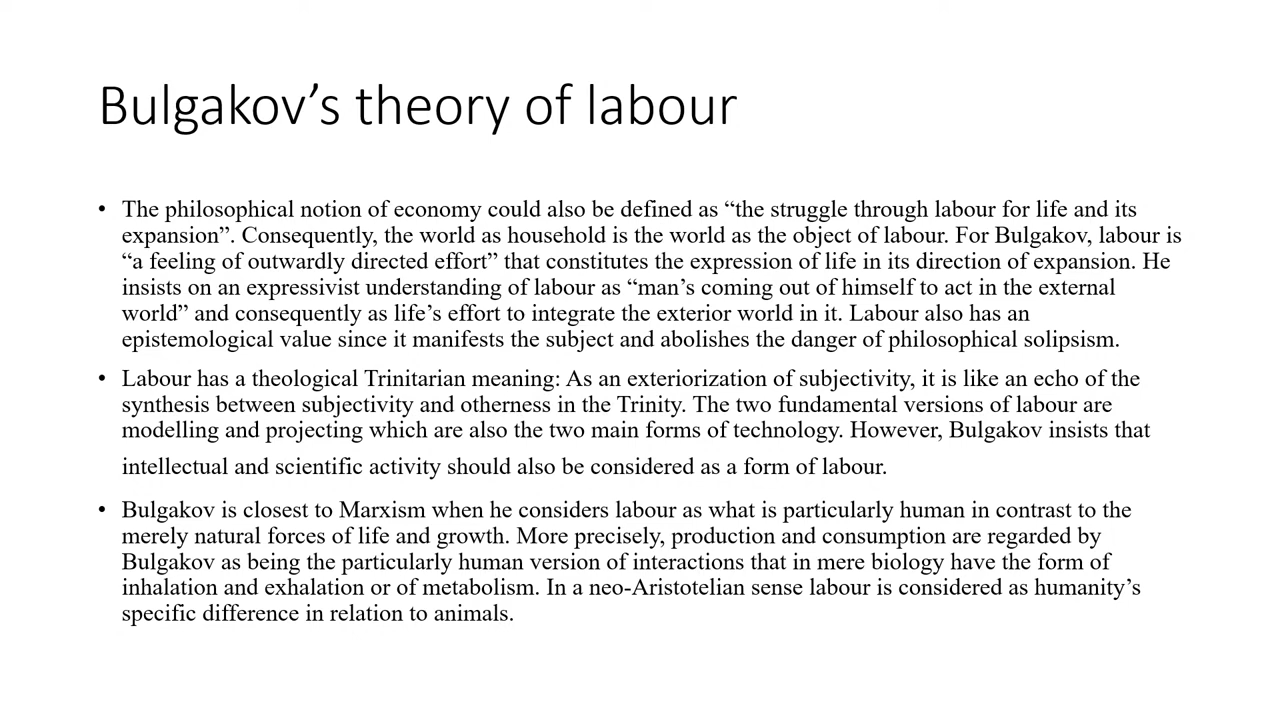 Bulgakov’s theory of labour
• The philosophical notion of economy could also be defined as “the struggle through labour for life and its
expansion”. Consequently, the world as household is the world as the object of labour. For Bulgakov, labour is
“a feeling of outwardly directed effort” that constitutes the expression of life in its direction of expansion. He
insists on an expressivist understanding of labour as “man’s coming out of himself to act in the external
world” and consequently as life’s effort to integrate the exterior world in it. Labour also has an
epistemological value since it manifests the subject and abolishes the danger of philosophical solipsism.
• Labour has a theological Trinitarian meaning: As an exteriorization of subjectivity, it is like an echo of the
synthesis between subjectivity and otherness in the Trinity. The two fundamental versions of labour are
modelling and projecting which are also the two main forms of technology. However, Bulgakov insists that
intellectual and scientific activity should also be considered as a form of labour.
• Bulgakov is closest to Marxism when he considers labour as what is particularly human in contrast to the
merely natural forces of life and growth. More precisely, production and consumption are regarded by
Bulgakov as being the particularly human version of interactions that in mere biology have the form of
inhalation and exhalation or of metabolism. In a neo-Aristotelian sense labour is considered as humanity’s
specific difference in relation to animals.